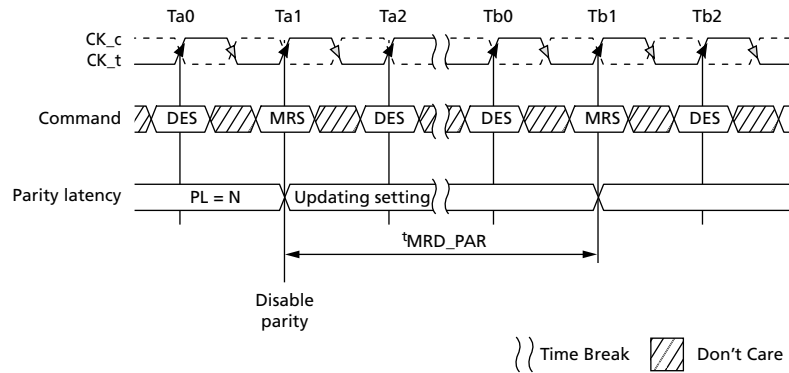 Ta0 Ta1 Ta2 Tb0 Tb1 Tb2
CK_c
CK_t
Command DES MRS DES DES MRS DES
Parity latency PL = N Updating setting
tMRD_PAR
Disable
parity
Time Break Don't Care